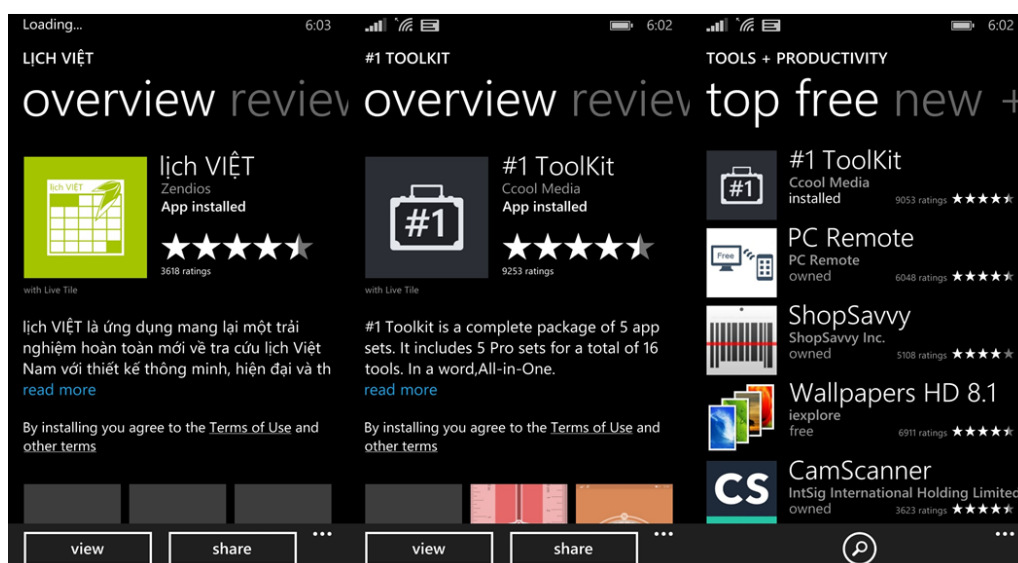 Loading...
6:03
LỊCH VIỆT
overview review
lịch VIỆT
lịch VIỆT
Zendios
App installed
3618 ratings
with Live Tile
lịch VIỆT là ứng dụng mang lại một trải
nghiệm hoàn toàn mới về tra cứu lịch Việt
Nam với thiết kế thông minh, hiện đại và th
read more
By installing you agree to the Terms of Use and
other terms
view
share
6:02
#1 TOOLKIT
overview review
#1
#1 ToolKit
Ccool Media
App installed
9253 ratings
with Live Tile
#1 Toolkit is a complete package of 5 app
sets. It includes 5 Pro sets for a total of 16
tools. In a word,All-in-One.
read more
By installing you agree to the Terms of Use and
other terms
view
share
6:02
TOOLS + PRODUCTIVITY
top free new +
#1
#1 ToolKit
Ccool Media
installed
9053 ratings
Free
PC Remote
PC Remote
owned
6048 ratings
ShopSavvy
ShopSavvy Inc.
owned
5108 ratings
Wallpapers HD 8.1
iexplore
free
6911 ratings
CS
CamScanner
IntSig International Holding Limited
owned
3623 ratings